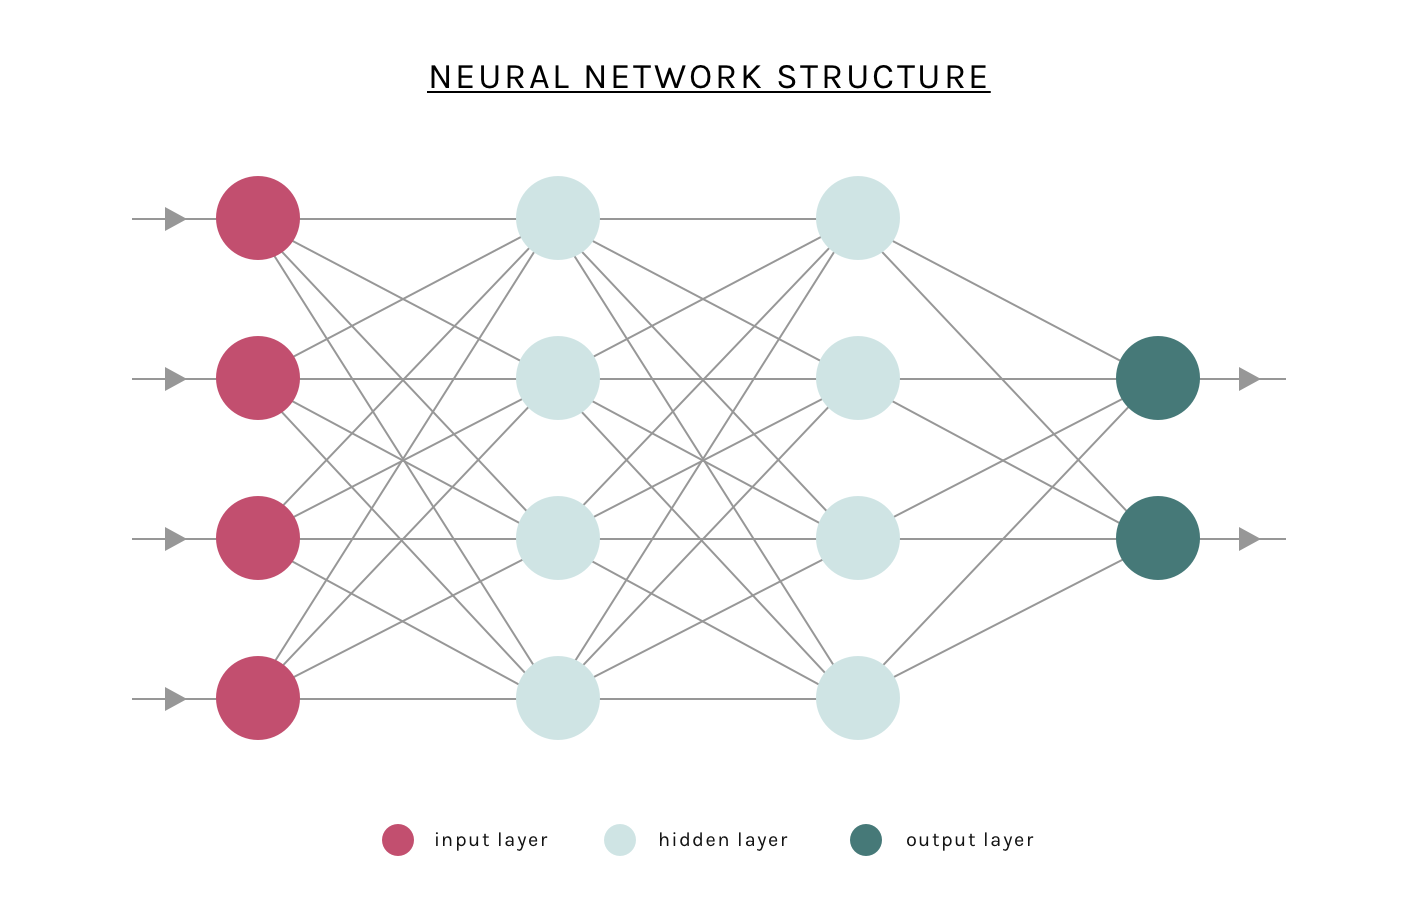 NEURAL NETWORK STRUCTURE
input layer
hidden layer
output layer